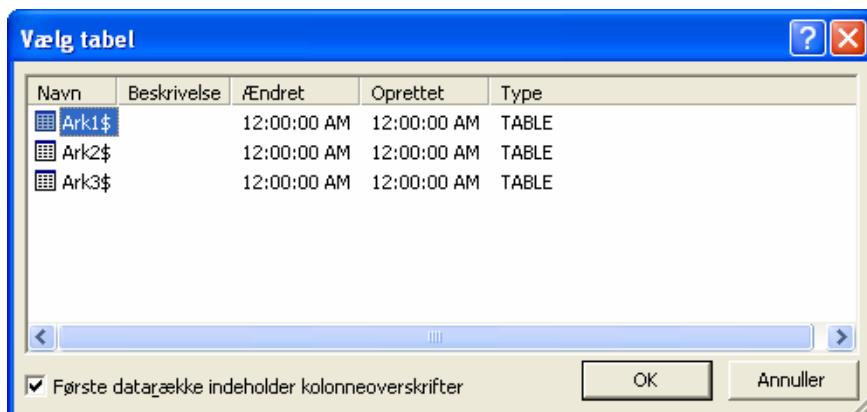 Vælg tabel
Navn Beskrivelse Ændret Oprettet Type
Ark1$ 12:00:00 AM 12:00:00 AM TABLE
Ark2$ 12:00:00 AM 12:00:00 AM TABLE
Ark3$ 12:00:00 AM 12:00:00 AM TABLE
Første datarække indeholder kolonneoverskrifter OK Annuller